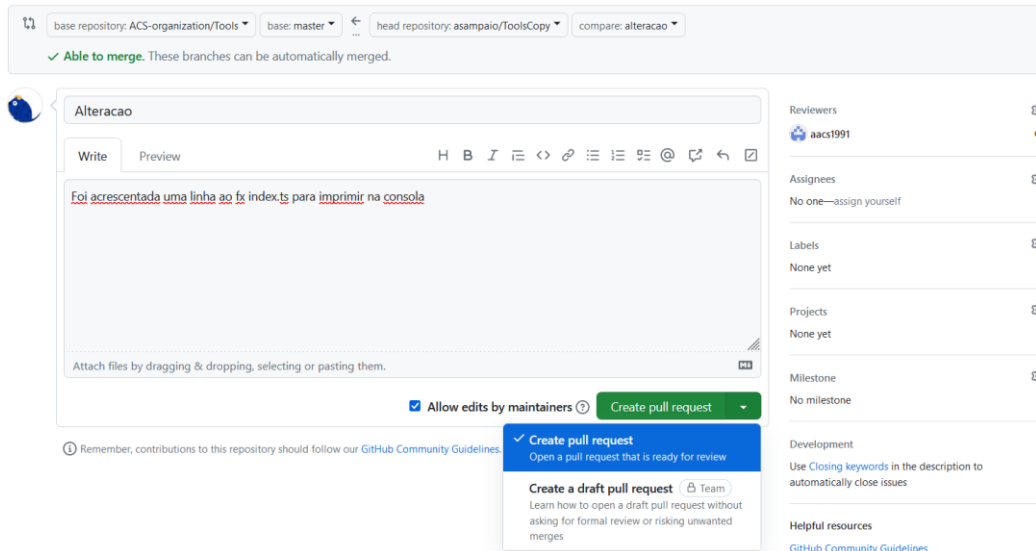 base repository: ACS-organization/Tools base: master head repository: asampaio/ToolsCopy compare: alteracao
Able to merge. These branches can be automatically merged.
Alteracao
Write Preview
Foi acrescentada uma linha ao fx index.ts para imprimir na consola
Attach files by dragging & dropping, selecting or pasting them.
Allow edits by maintainers Create pull request
Remember, contributions to this repository should follow our GitHub Community Guidelines.
Create pull request
Open a pull request that is ready for review
Create a draft pull request Team
Learn how to open a draft pull request without
asking for formal review or risking unwanted
merges
Reviewers
aacs1991
Assignees
No one—assign yourself
Labels
None yet
Projects
None yet
Milestone
No milestone
Development
Use Closing keywords in the description to
automatically close issues
Helpful resources
GitHub Community Guidelines